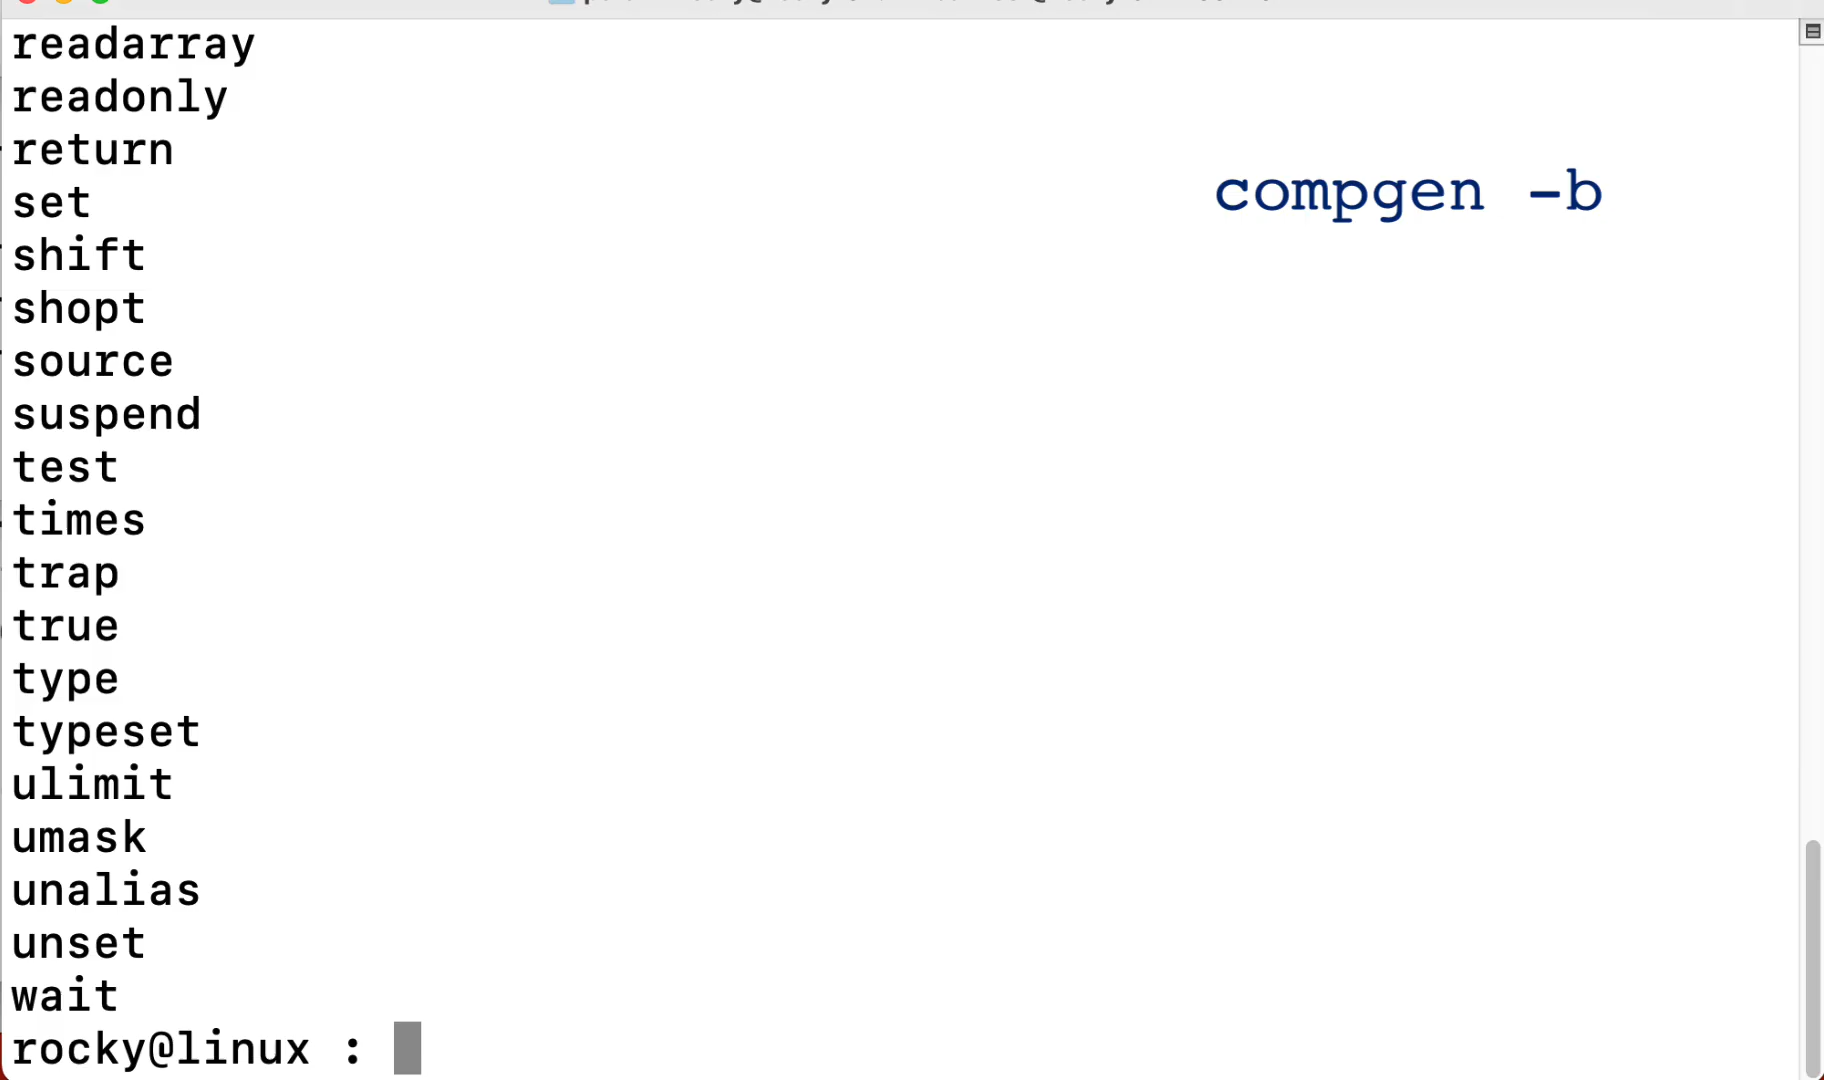 readarray
readonly
return
set
shift
shopt
source
suspend
test
times
trap
true
type
typeset
ulimit
umask
unalias
unset
wait
rocky@linux :
compgen -b